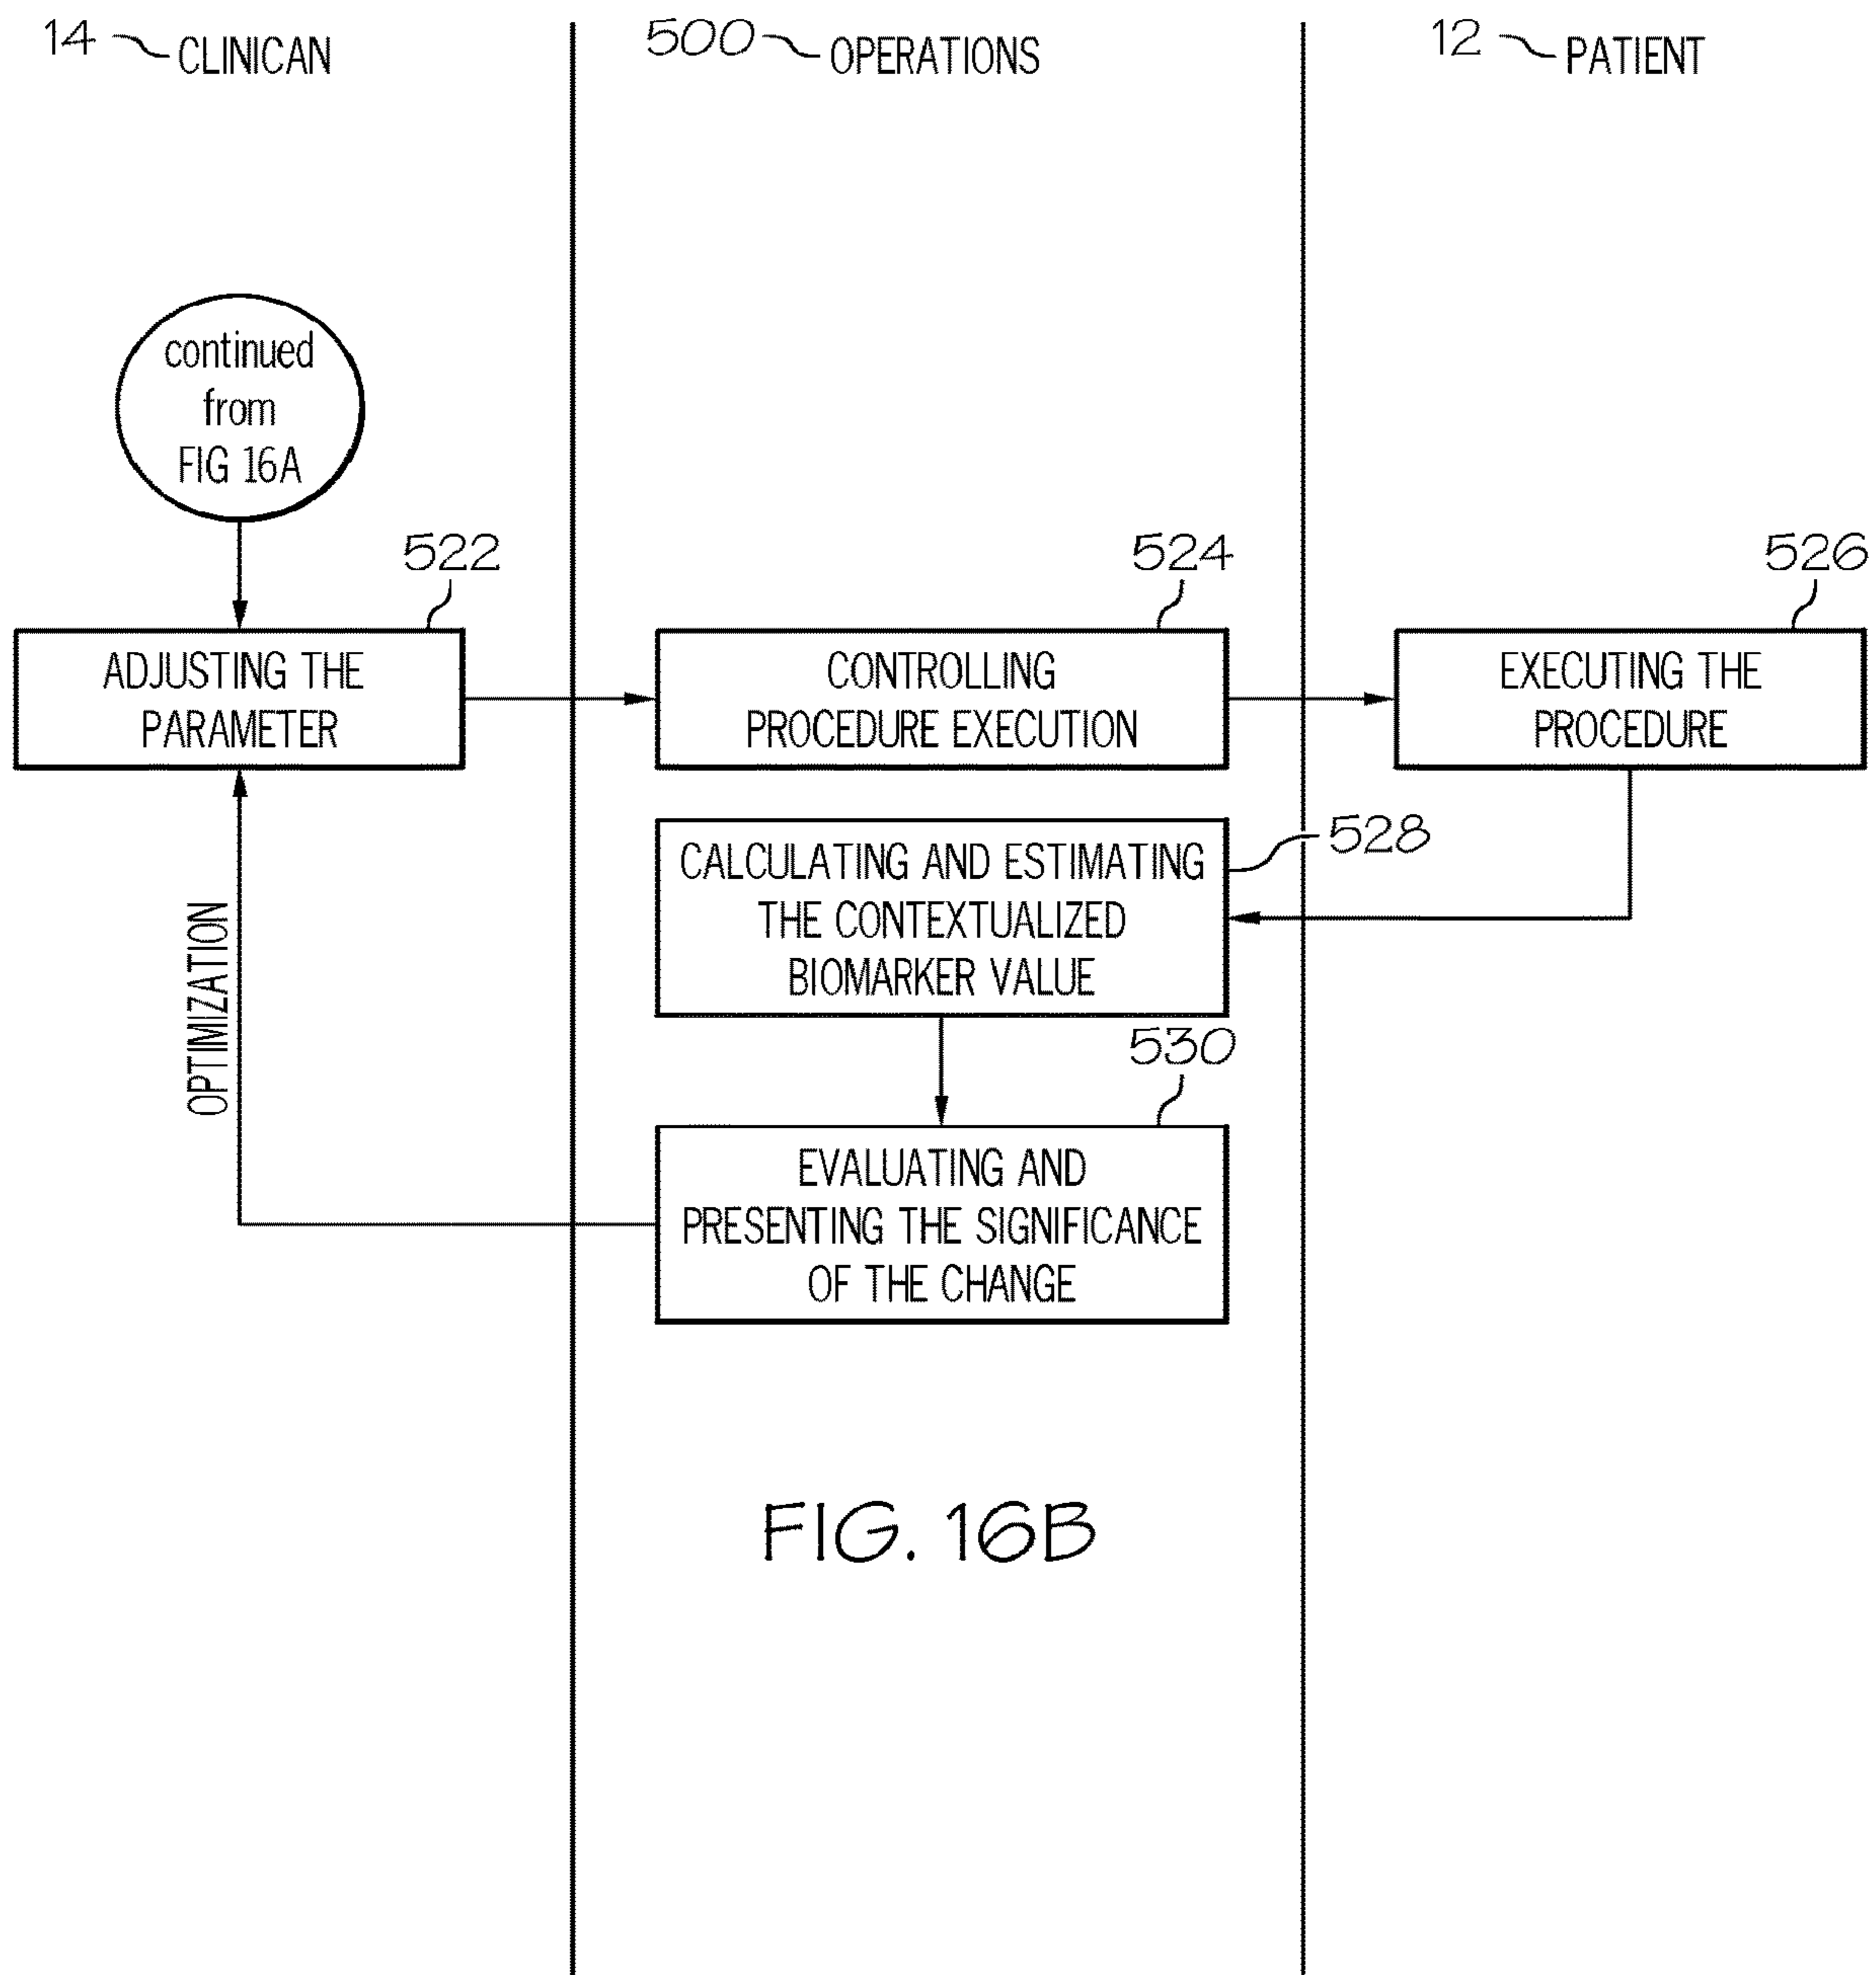 14 CLINICAN
500 OPERATIONS
12 PATIENT
continued
from
FIG 16A
522
524
526
ADJUSTING THE
PARAMETER
CONTROLLING
PROCEDURE EXECUTION
EXECUTING THE
PROCEDURE
528
CALCULATING AND ESTIMATING
THE CONTEXTUALIZED
BIOMARKER VALUE
OPTIMIZATION
530
EVALUATING AND
PRESENTING THE SIGNIFICANCE
OF THE CHANGE
FIG. 16B